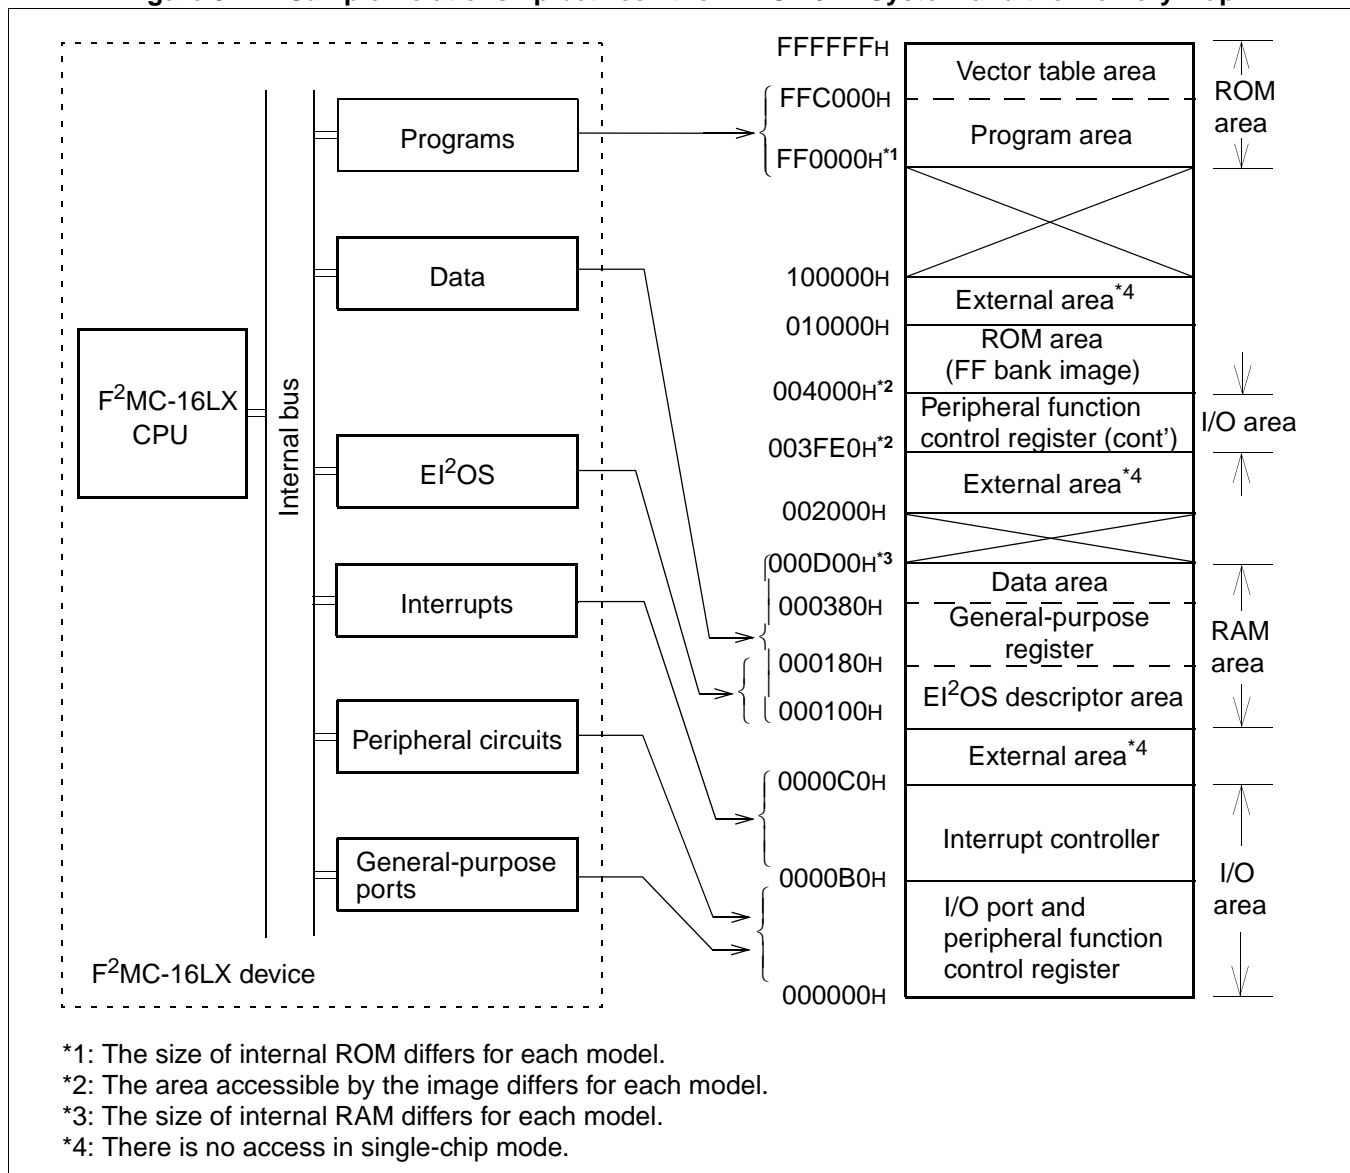 Programs
Data
F²MC-16LX
CPU
Internal bus
EI²OS
Interrupts
Peripheral circuits
General-purpose
ports
F²MC-16LX device
FFFFFFH
FFC000H
FF0000H*1
100000H
010000H
004000H*2
003FE0H*2
002000H
000D00H*3
000380H
000180H
000100H
0000C0H
0000B0H
000000H
Vector table area
Program area
External area*4
ROM area
(FF bank image)
Peripheral function
control register (cont')
External area*4
Data area
General-purpose
register
EI²OS descriptor area
External area*4
Interrupt controller
I/O port and
peripheral function
control register
ROM
area
I/O area
RAM
area
I/O
area
*1: The size of internal ROM differs for each model.
*2: The area accessible by the image differs for each model.
*3: The size of internal RAM differs for each model.
*4: There is no access in single-chip mode.